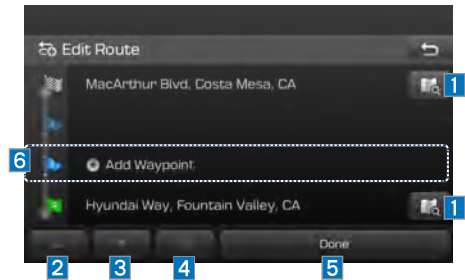 Edit Route
MacArthur Blvd, Costa Mesa, CA
1
6
Add Waypoint
Hyundai Way, Fountain Valley, CA
1
Done
2
3
4
5